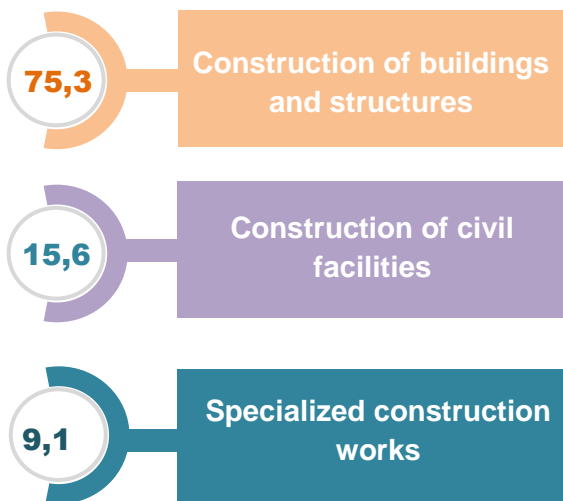 75,3
Construction of buildings
and structures
15,6
Construction of civil
facilities
9,1
Specialized construction
works